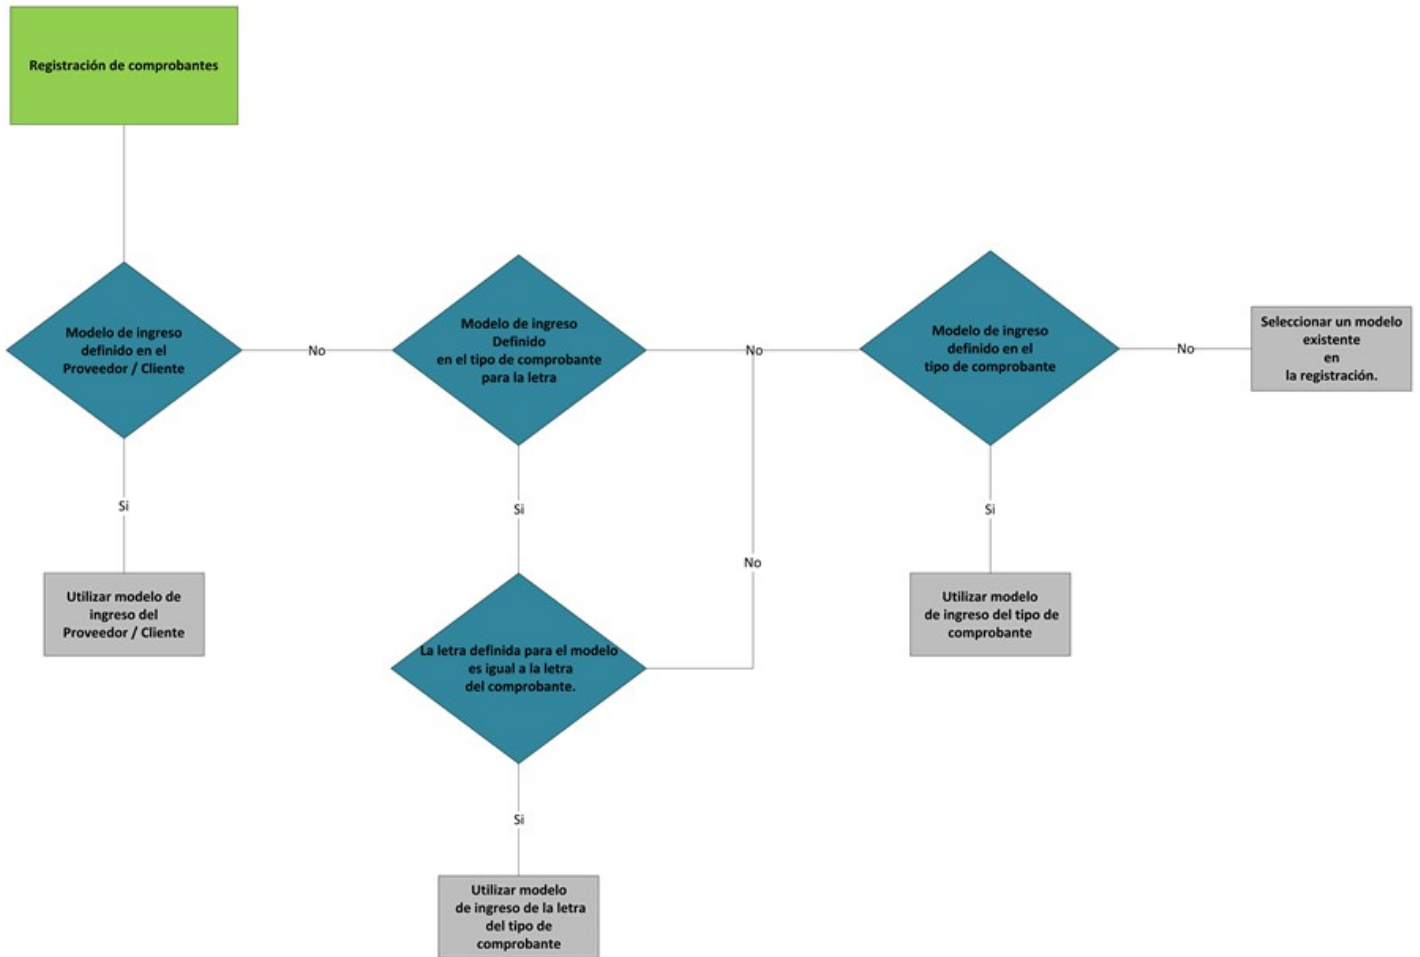 Registración de comprobantes
Modelo de ingreso
definido en el
Proveedor / Cliente
No
Modelo de ingreso
Definido
en el tipo de comprobante
para la letra
No
Modelo de ingreso
definido en el
tipo de comprobante
No
Seleccionar un modelo
existente
en
la registración.
Si
Utilizar modelo de
ingreso del
Proveedor / Cliente
Si
No
Si
Utilizar modelo
de ingreso del tipo de
comprobante
La letra definida para el modelo
es igual a la letra
del comprobante.
Si
Utilizar modelo
de ingreso de la letra
del tipo de
comprobante